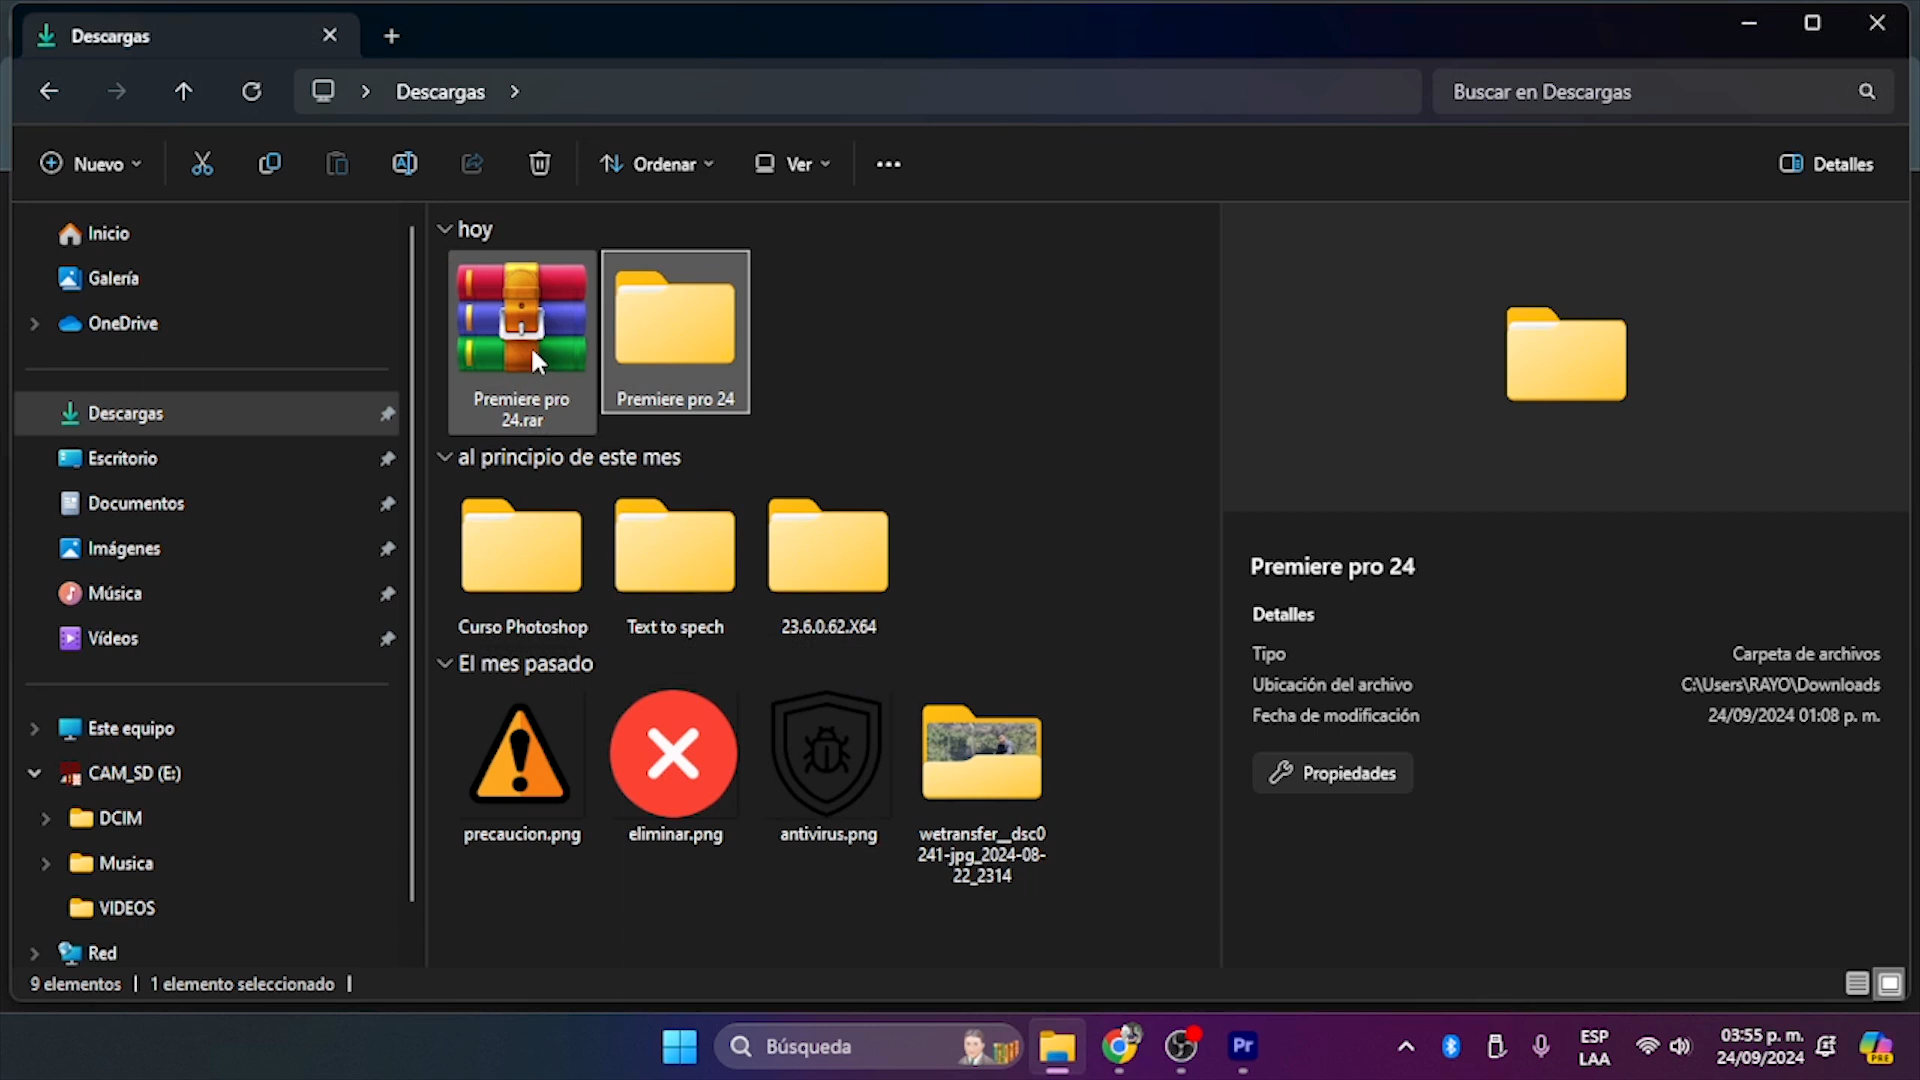 Descargas
Descargas
Buscar en Descargas
Nuevo
Ordenar
Ver
Detalles
Inicio
Galería
OneDrive
Descargas
Escritorio
Documentos
Imágenes
Música
Vídeos
Este equipo
CAM_SD (E:)
DCIM
Musica
VIDEOS
Red
hoy
Premiere pro
24.rar
Premiere pro 24
al principio de este mes
Curso Photoshop
Text to spech
23.6.0.62.X64
El mes pasado
precaucion.png
eliminar.png
antivirus.png
wetransfer__dsc0
241-jpg_2024-08-
22_2314
Premiere pro 24
Detalles
Tipo
Carpeta de archivos
Ubicación del archivo
C:\Users\RAYO\Downloads
Fecha de modificación
24/09/2024 01:08 p. m.
Propiedades
9 elementos
1 elemento seleccionado
Búsqueda
Pr
ESP
LAA
03:55 p. m.
24/09/2024
PRE